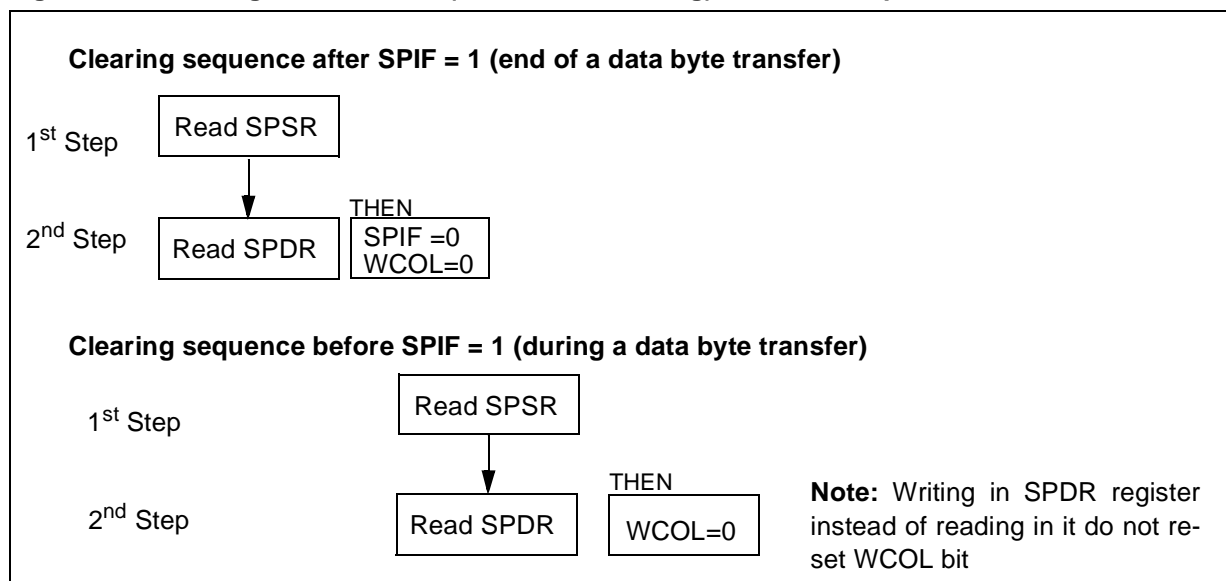 Clearing sequence after SPIF = 1 (end of a data byte transfer)
1st Step
Read SPSR
THEN
2nd Step
Read SPDR
SPIF =0
WCOL=0
Clearing sequence before SPIF = 1 (during a data byte transfer)
1st Step
Read SPSR
THEN
2nd Step
Read SPDR
WCOL=0
Note: Writing in SPDR register
instead of reading in it do not re-
set WCOL bit